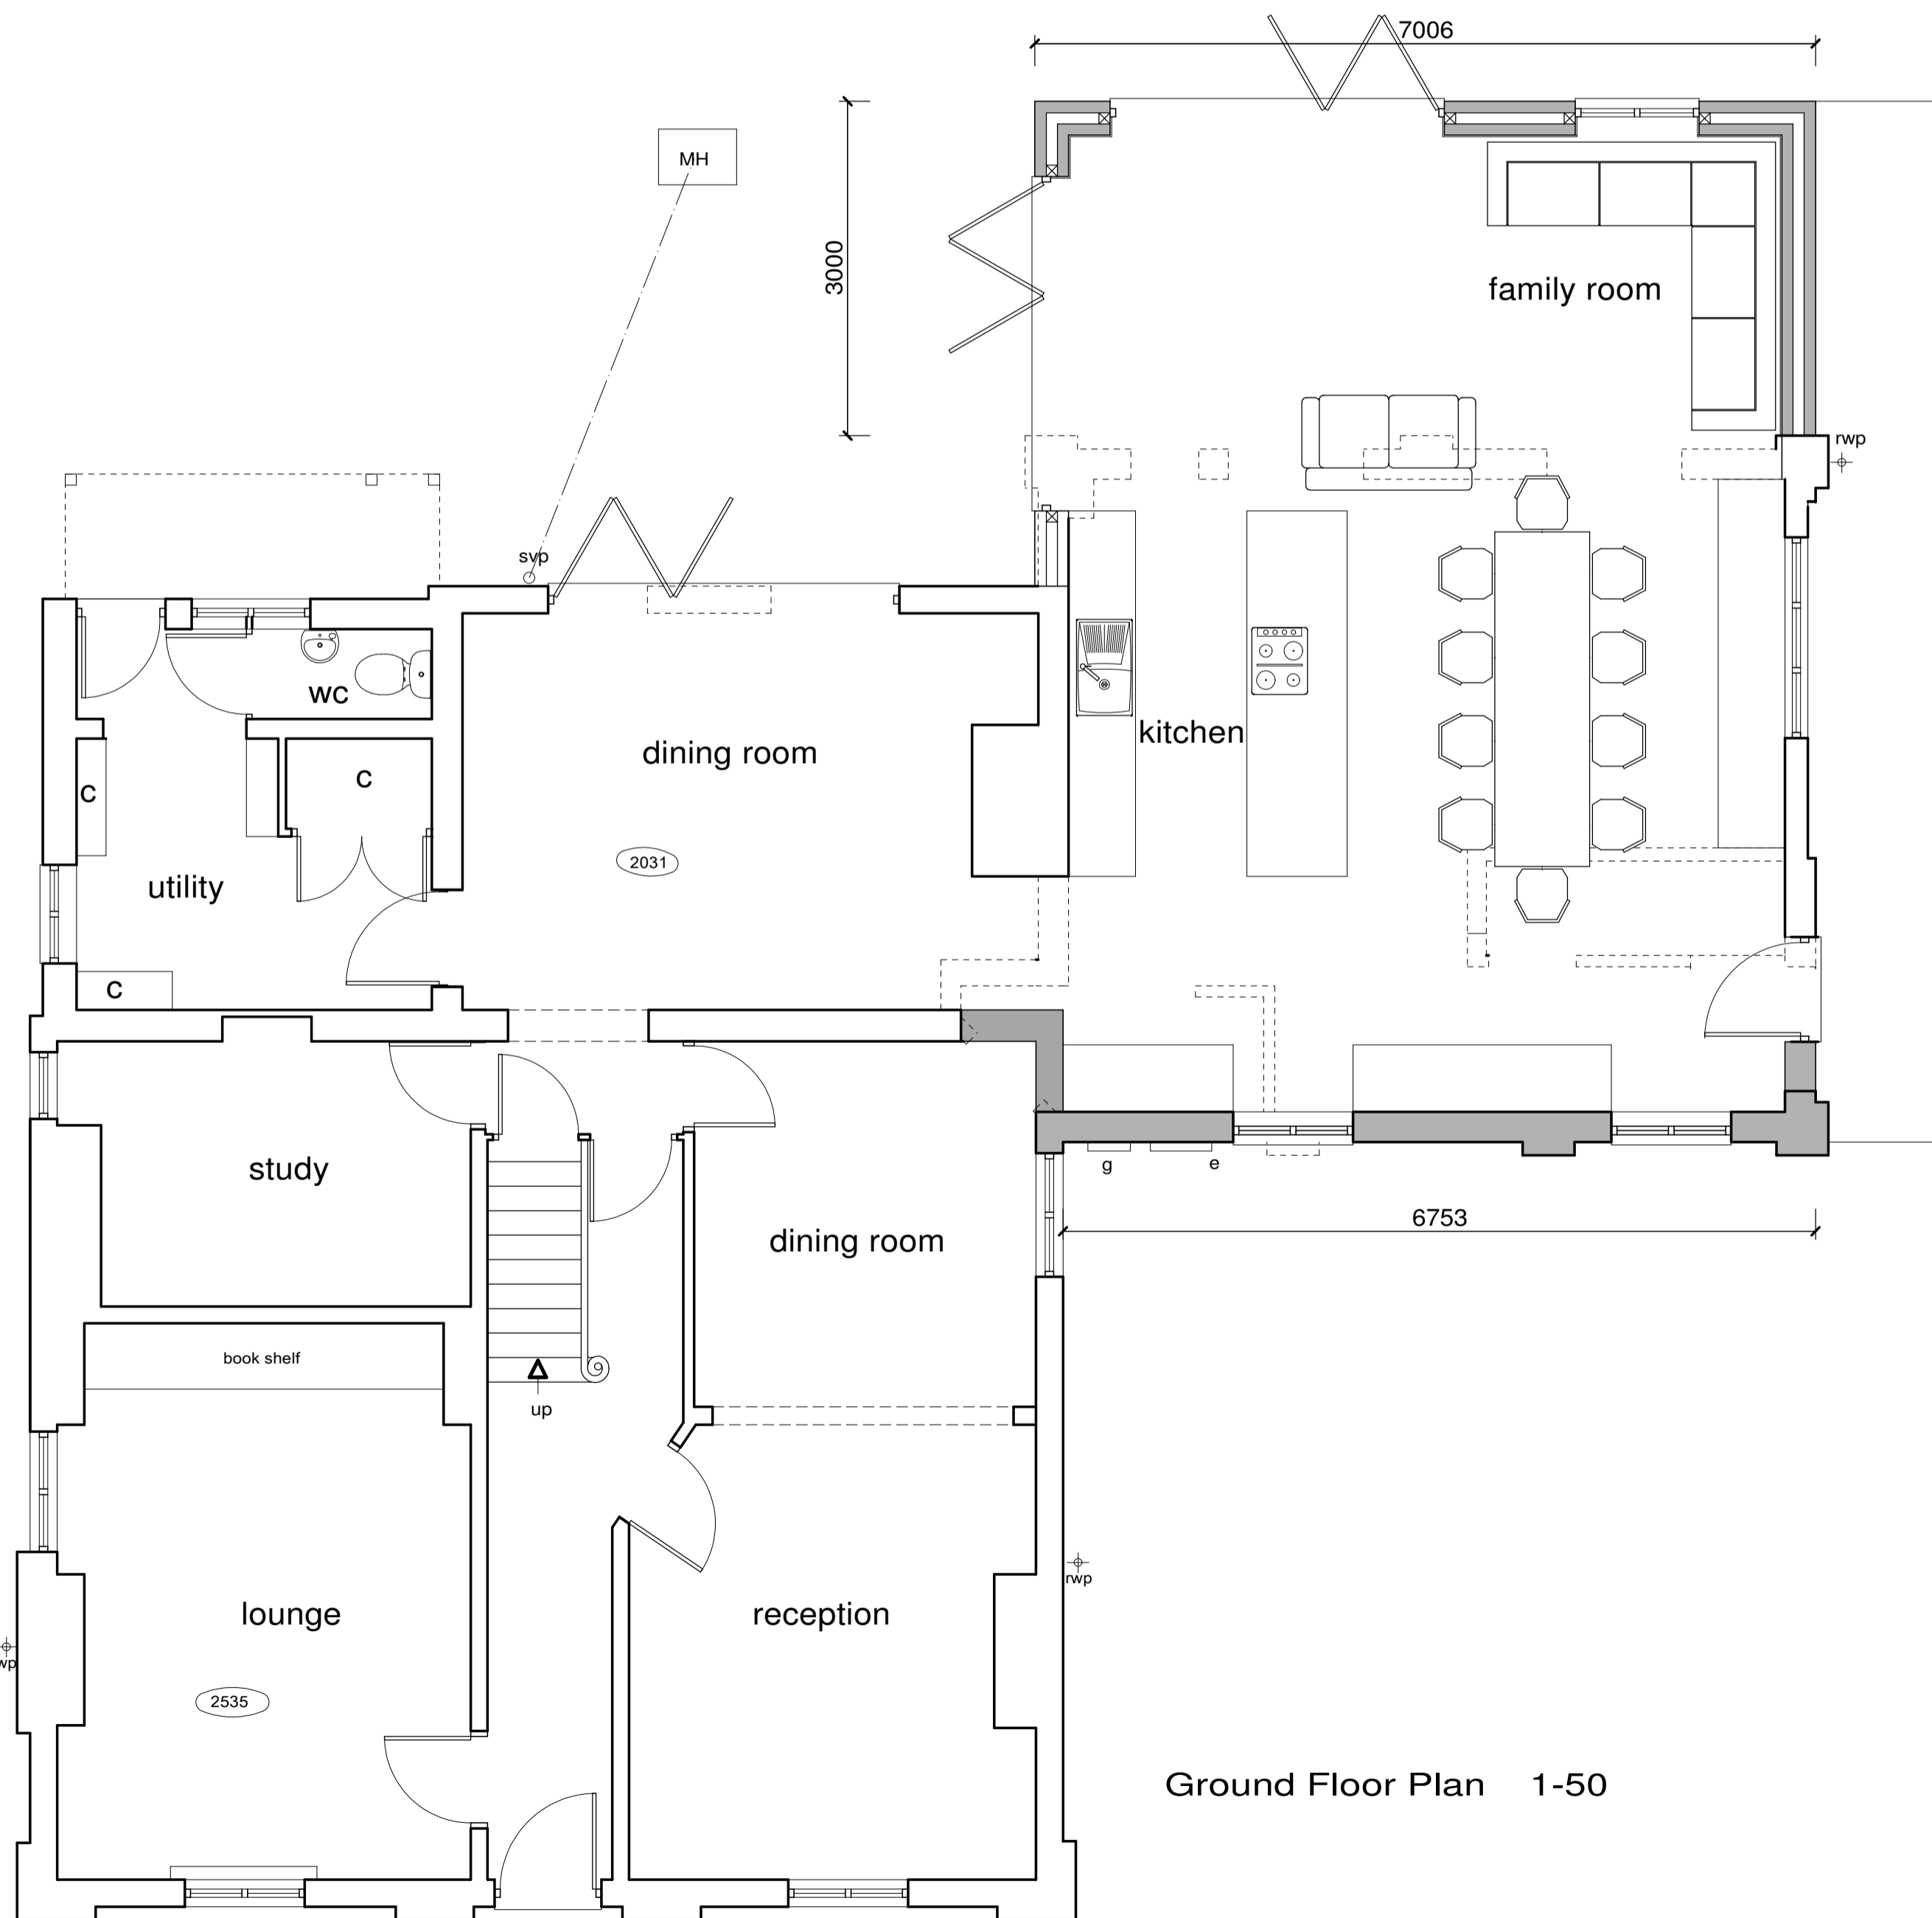 7006
MH
3000
family room
rwp
svp
wc
kitchen
dining room
c
c
2031
utility
c
study
g
e
6753
dining room
book shelf
up
rwp
lounge
reception
wp
2535
Ground Floor Plan 1-50